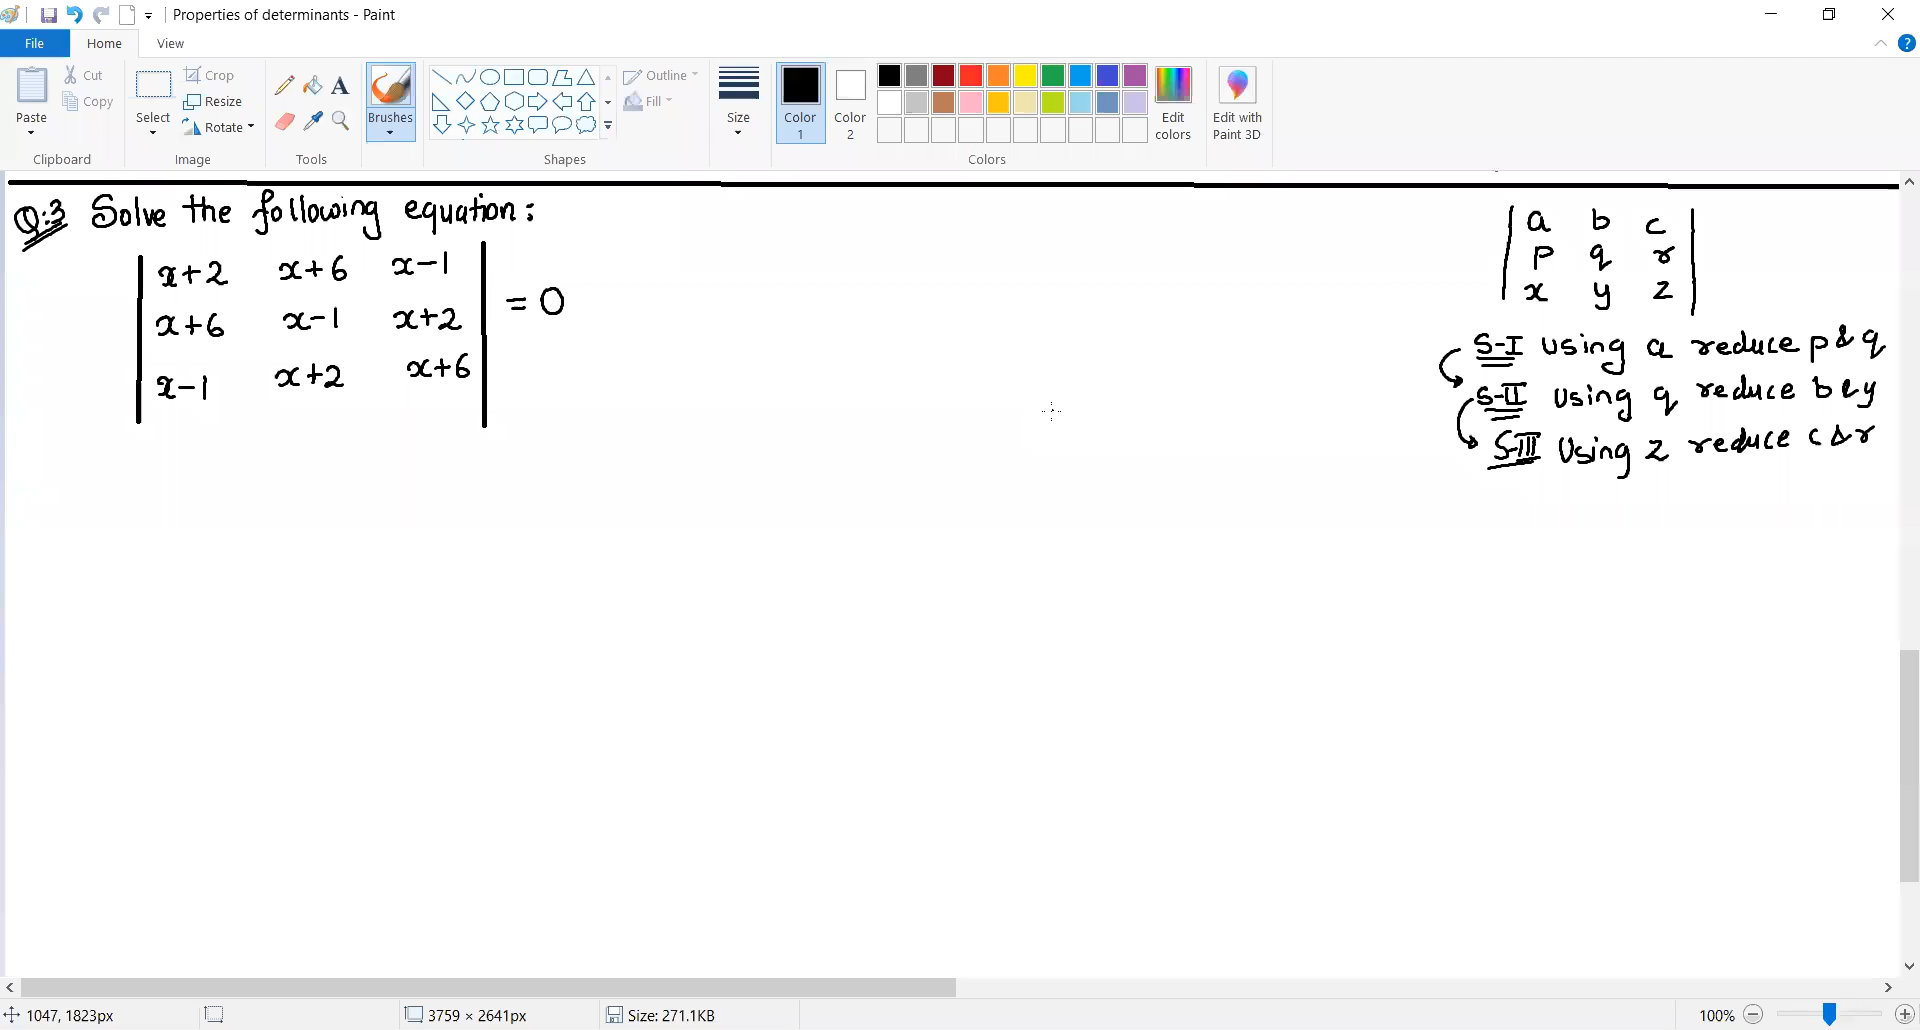 Properties of determinants - Paint
File Home View
Paste Cut Copy Clipboard
Select Crop Resize Rotate Image
A Tools
Brushes
Outline Fill Shapes
Size
Color 1 Color 2 Edit colors Colors
Edit with Paint 3D
Q:3 Solve the following equation:
x+2 x+6 x-1
x+6 x-1 x+2 = 0
x-1 x+2 x+6
a b c
p q r
x y z
S-I Using a reduce p & q
S-II Using q reduce b & y
S-III Using z reduce c & r
1047, 1823px 3759 × 2641px Size: 271.1KB 100%